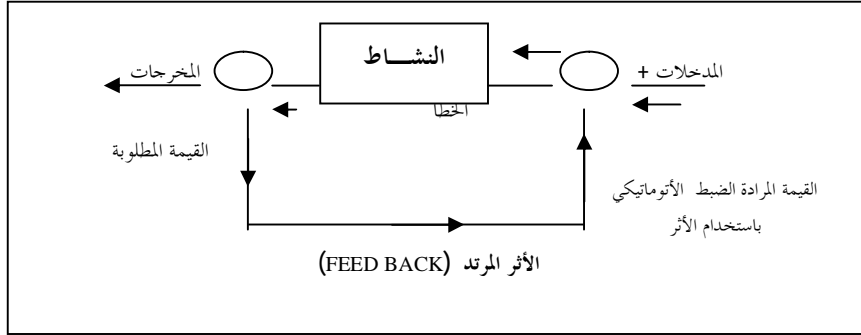 النشـــاط
المدخلات +
المخرجات
الخطأ
القيمة المطلوبة
القيمة المرادة الضبط الأتوماتيكي
باستخدام الأثر
الأثر المرتد (FEED BACK)